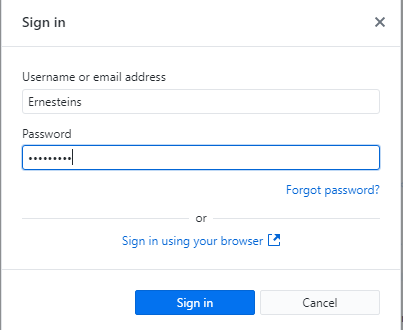 Sign in
Username or email address
Ernesteins
Password
•••••••••
Forgot password?
or
Sign in using your browser
Sign in Cancel